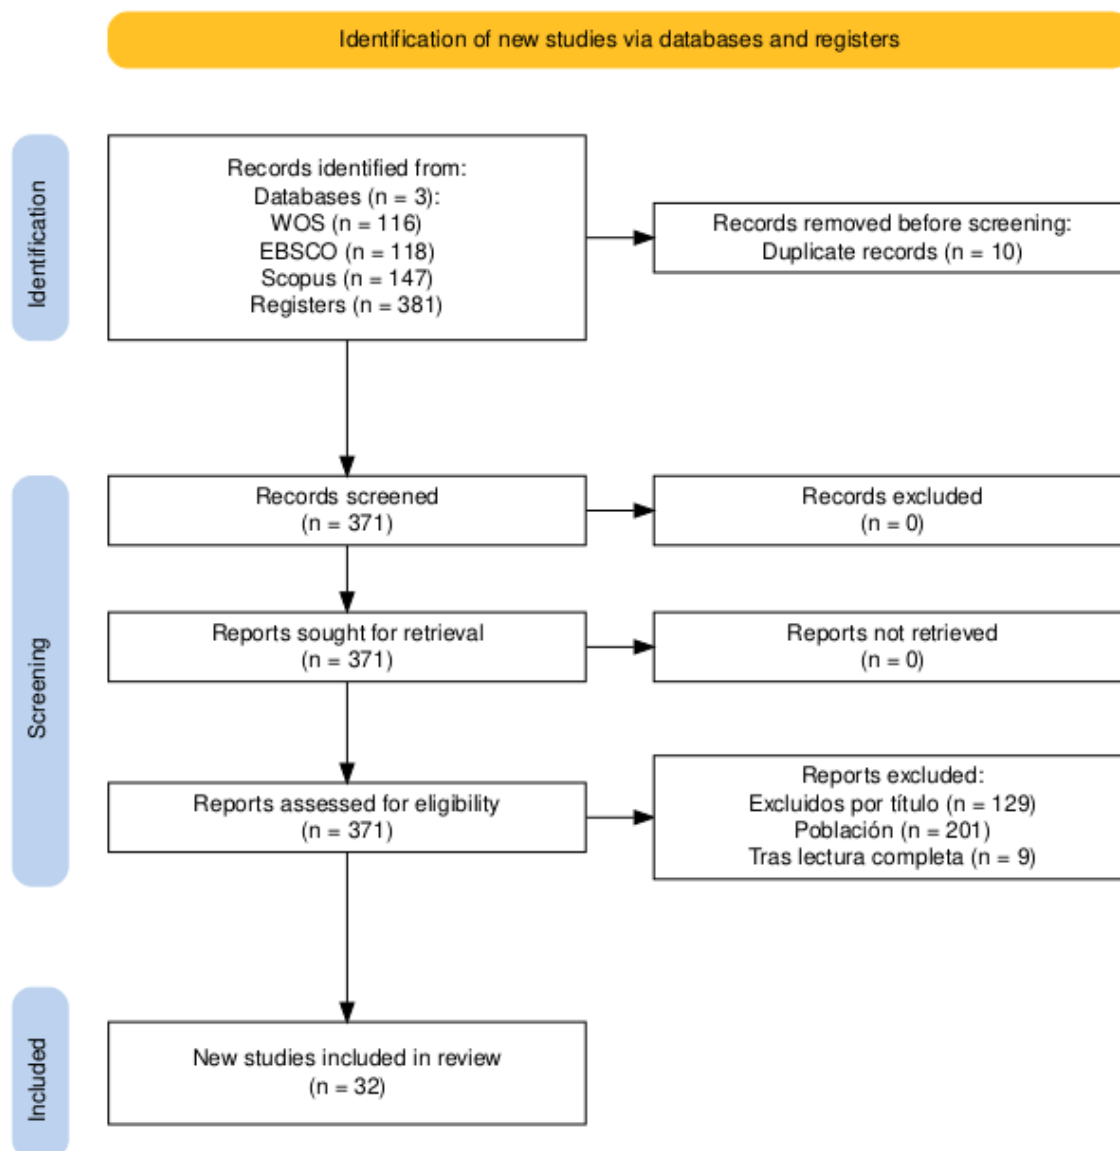 Identification of new studies via databases and registers
Identification
Records identified from:
Databases (n = 3):
WOS (n = 116)
EBSCO (n = 118)
Scopus (n = 147)
Registers (n = 381)
Records removed before screening:
Duplicate records (n = 10)
Screening
Records screened
(n = 371)
Records excluded
(n = 0)
Reports sought for retrieval
(n = 371)
Reports not retrieved
(n = 0)
Reports assessed for eligibility
(n = 371)
Reports excluded:
Excluidos por título (n = 129)
Población (n = 201)
Tras lectura completa (n = 9)
Included
New studies included in review
(n = 32)